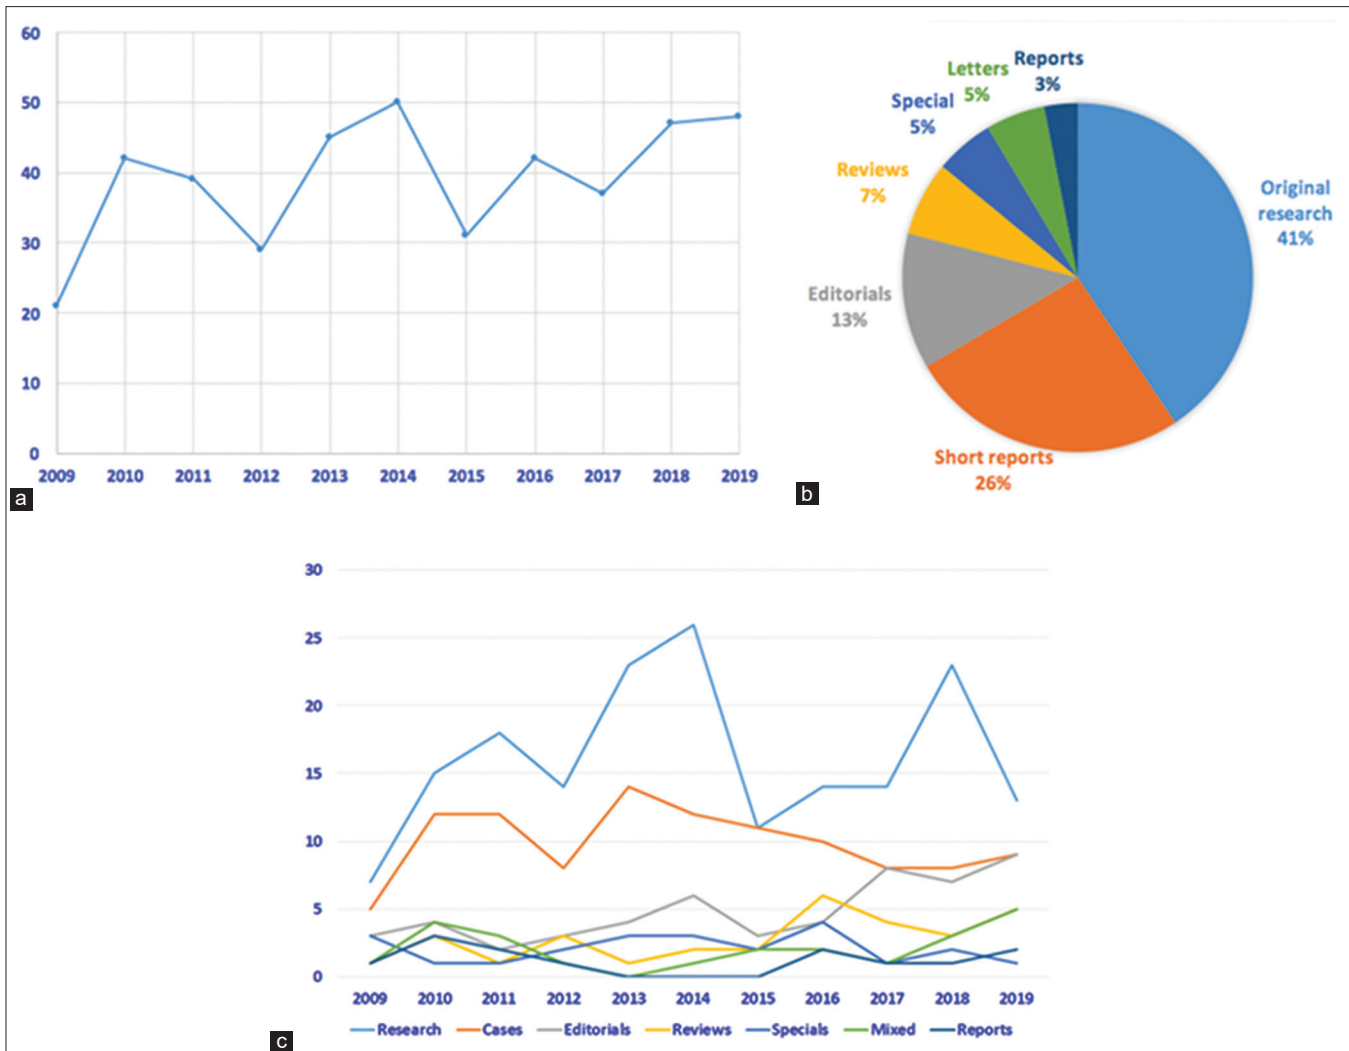 60
50
40
30
20
10
0
2009 2010 2011 2012 2013 2014 2015 2016 2017 2018 2019
a
Reports
3%
Letters
5%
Special
5%
Reviews
7%
Editorials
13%
Short reports
26%
Original
research
41%
b
30
25
20
15
10
5
0
2009 2010 2011 2012 2013 2014 2015 2016 2017 2018 2019
Research Cases Editorials Reviews Specials Mixed Reports
c